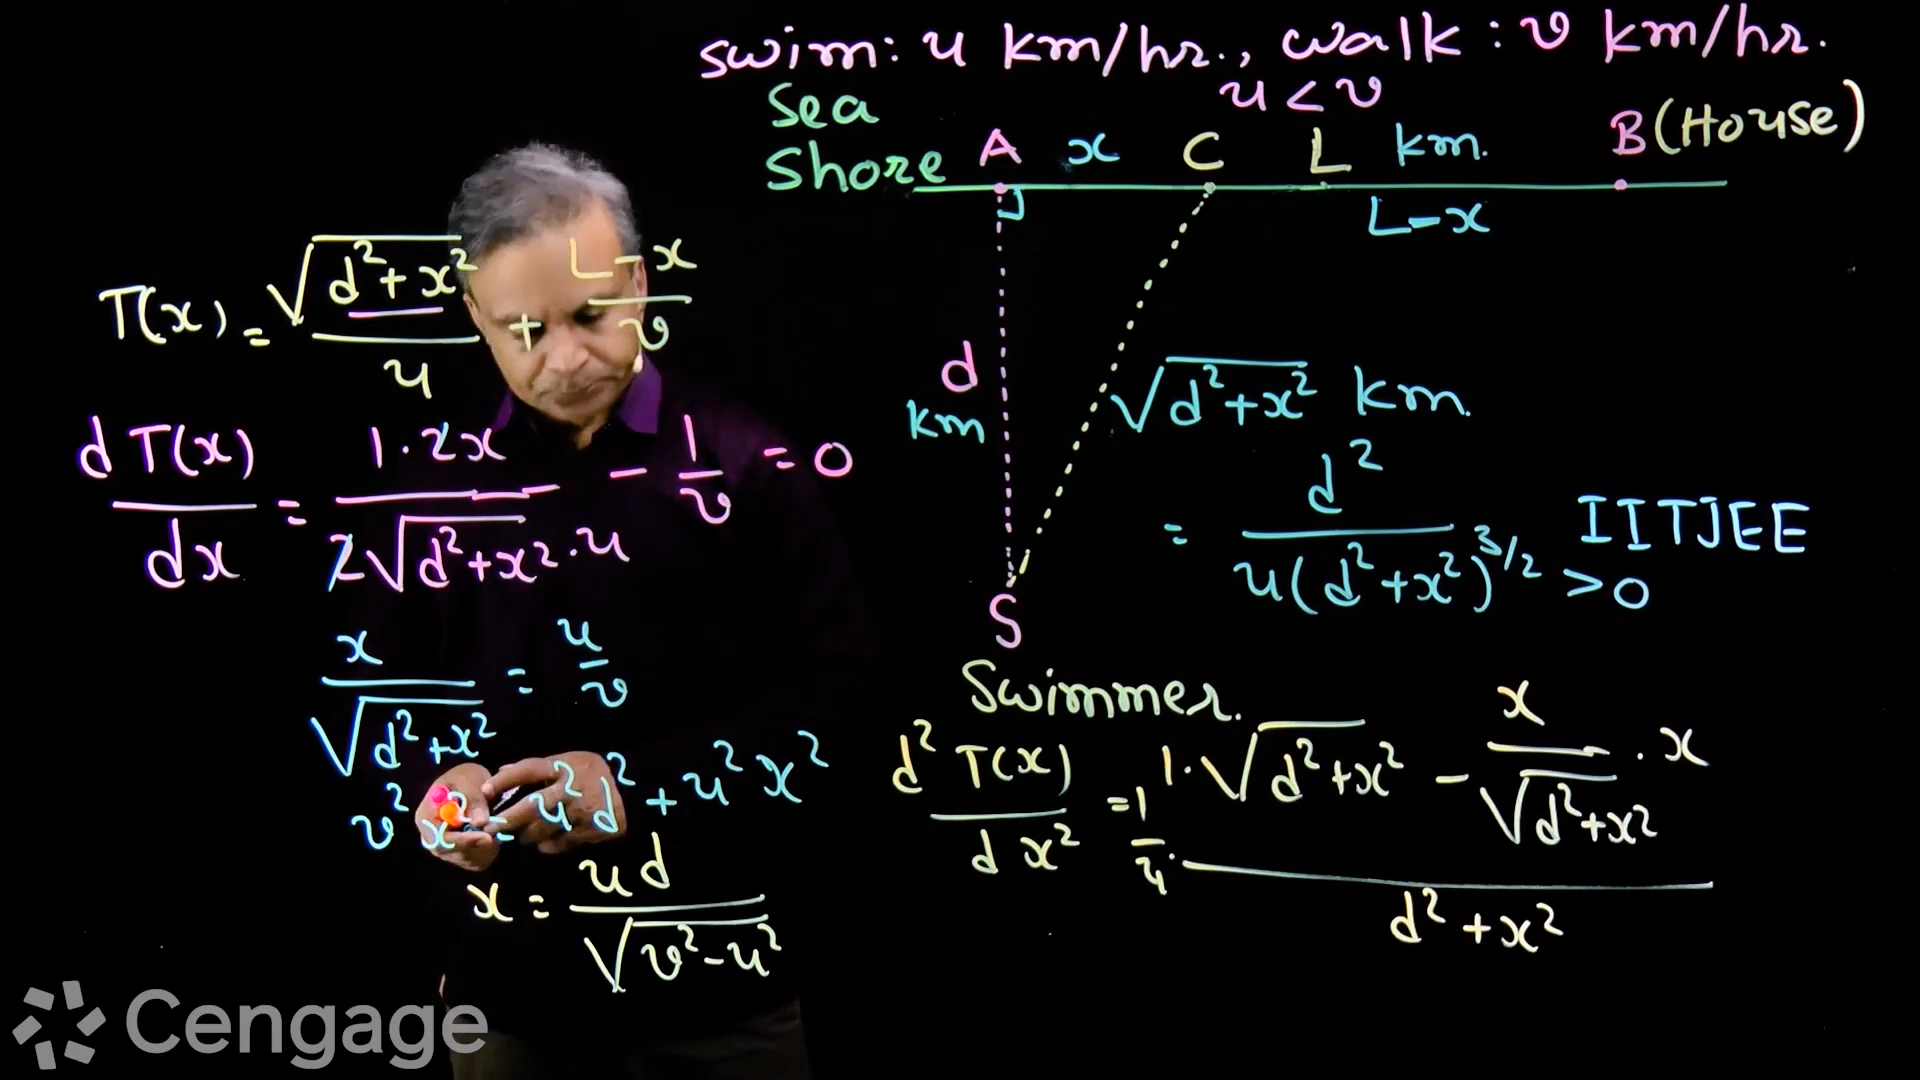 swim: u km/hr., walk: v km/hr.
u < v
Sea
Shore A x C L km. B (House)
L-x
T(x) = √(d²+x²)/u + (L-x)/v
d km
√(d²+x²) km.
dT(x)/dx = 1·2x/(2√(d²+x²)·u) - 1/v = 0
= d²/(u(d²+x²)^3/2) > 0
IITJEE
S
Swimmer.
x/√(d²+x²) = u/v
v²x² = u²d² + u²x²
x = ud/√(v²-u²)
d²T(x)/dx² = 1/u · (1·√(d²+x²) - x/√(d²+x²) · x)/(d²+x²)
Cengage